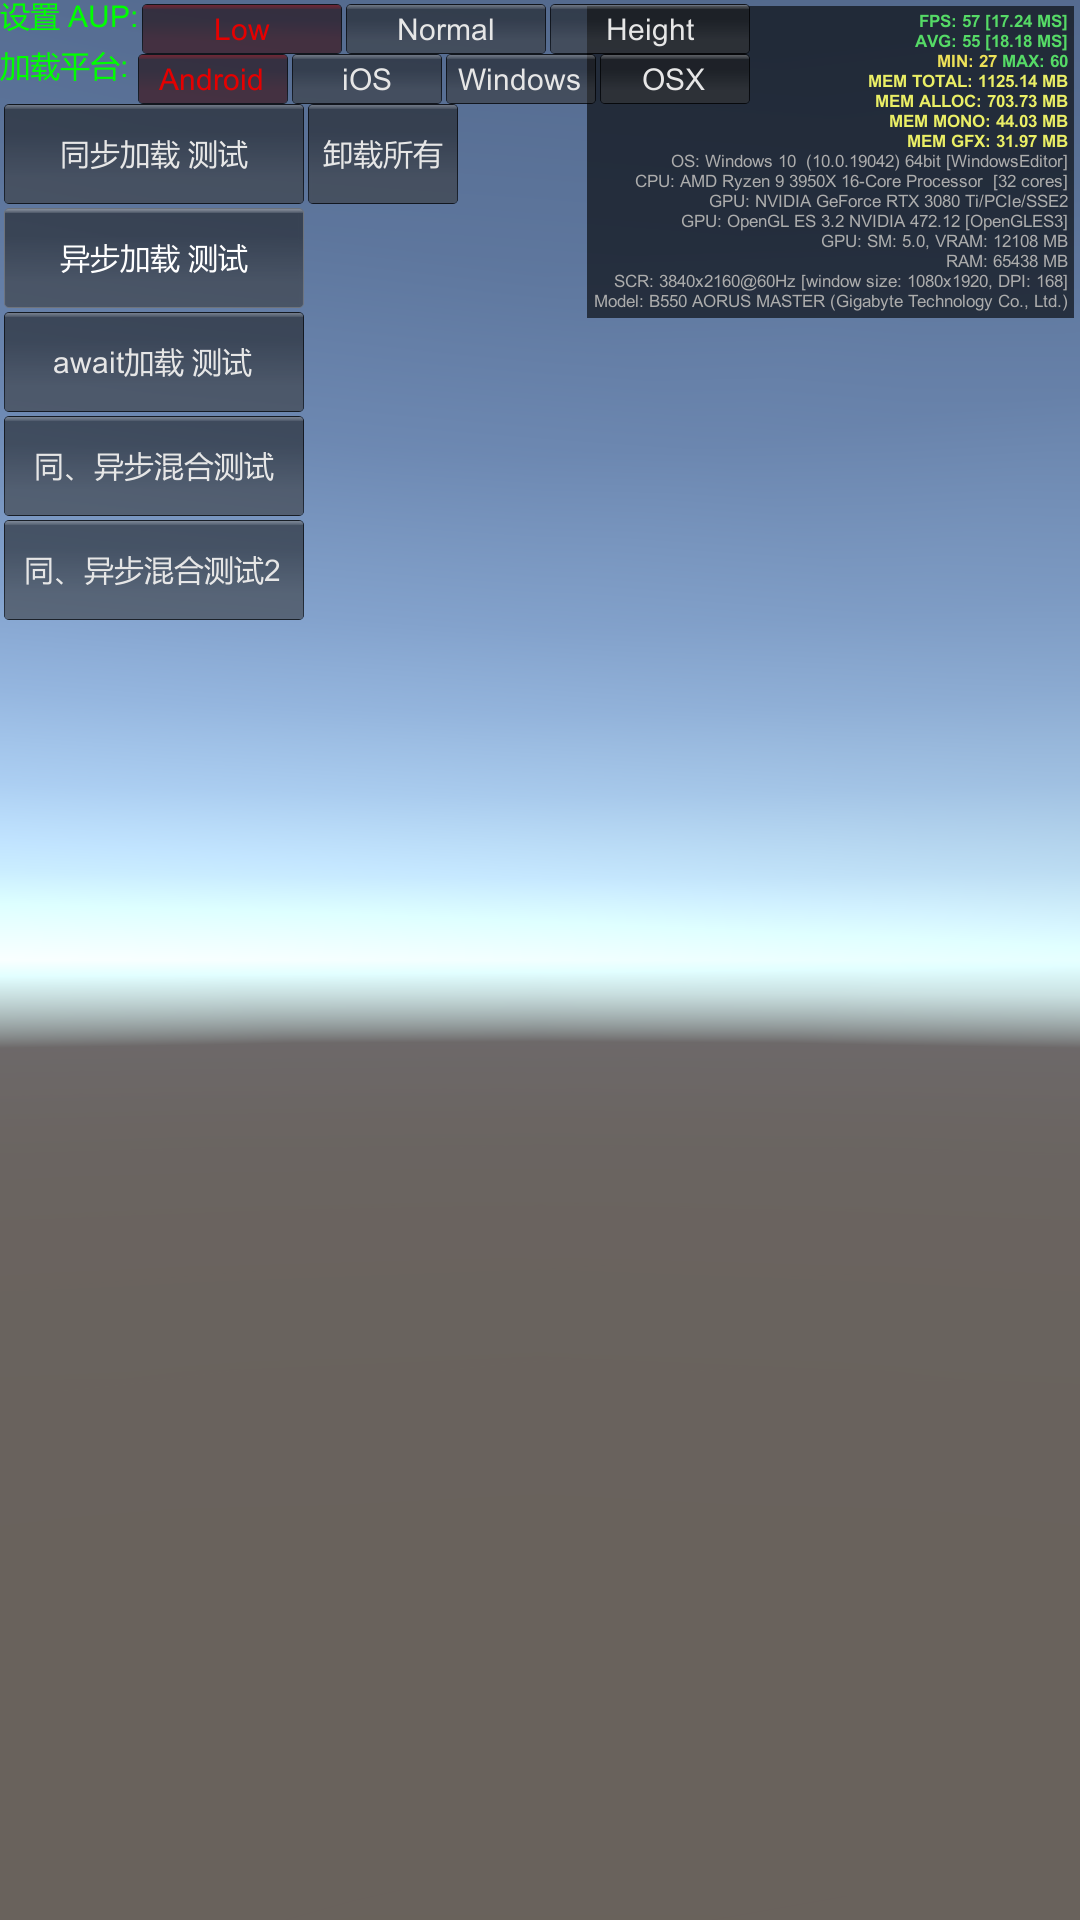 设置 AUP: Low Normal Height
加载平台: Android iOS Windows OSX
同步加载 测试 卸载所有
异步加载 测试
await加载 测试
同、异步混合测试
同、异步混合测试2
FPS: 57 [17.24 MS]
AVG: 55 [18.18 MS]
MIN: 27 MAX: 60
MEM TOTAL: 1125.14 MB
MEM ALLOC: 703.73 MB
MEM MONO: 44.03 MB
MEM GFX: 31.97 MB
OS: Windows 10  (10.0.19042) 64bit [WindowsEditor]
CPU: AMD Ryzen 9 3950X 16-Core Processor  [32 cores]
GPU: NVIDIA GeForce RTX 3080 Ti/PCIe/SSE2
GPU: OpenGL ES 3.2 NVIDIA 472.12 [OpenGLES3]
GPU: SM: 5.0, VRAM: 12108 MB
RAM: 65438 MB
SCR: 3840x2160@60Hz [window size: 1080x1920, DPI: 168]
Model: B550 AORUS MASTER (Gigabyte Technology Co., Ltd.)